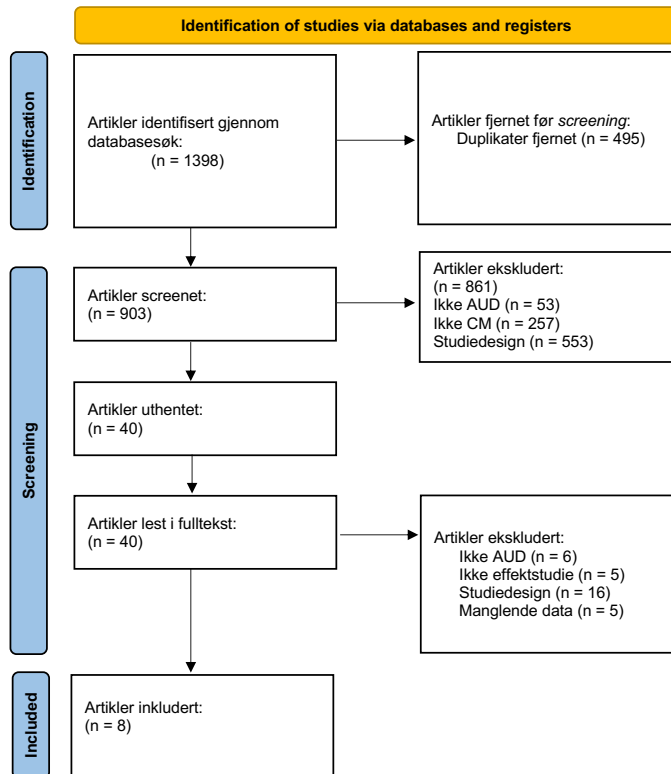 Identification of studies via databases and registers
Identification
Artikler identifisert gjennom
databasesøk:
(n = 1398)
Artikler fjernet før screening:
Duplikater fjernet (n = 495)
Screening
Artikler screenet:
(n = 903)
Artikler ekskludert:
(n = 861)
Ikke AUD (n = 53)
Ikke CM (n = 257)
Studiedesign (n = 553)
Artikler uthentet:
(n = 40)
Artikler lest i fulltekst:
(n = 40)
Artikler ekskludert:
Ikke AUD (n = 6)
Ikke effektstudie (n = 5)
Studiedesign (n = 16)
Manglende data (n = 5)
Included
Artikler inkludert:
(n = 8)